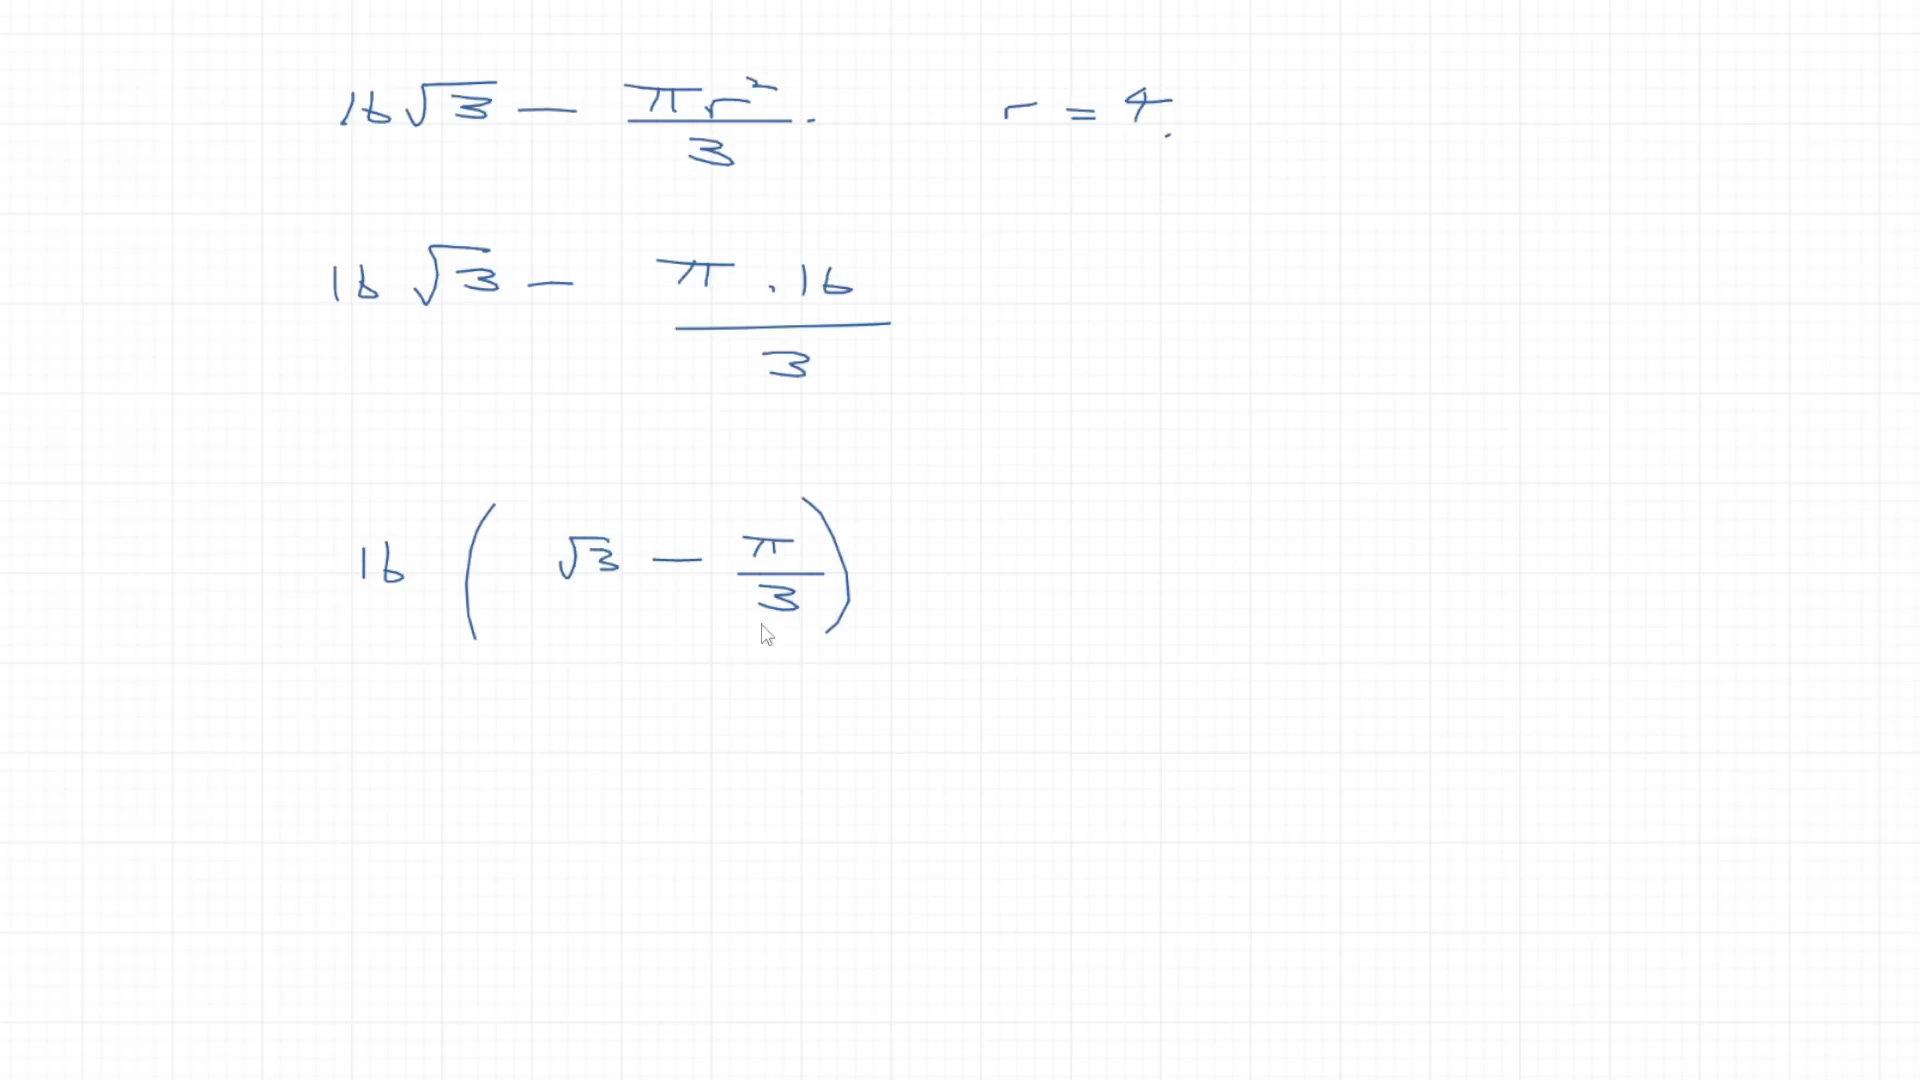 16√3 — πr²/3 . r = 4.
16√3 — π . 16/3
16 ( √3 — π/3 )